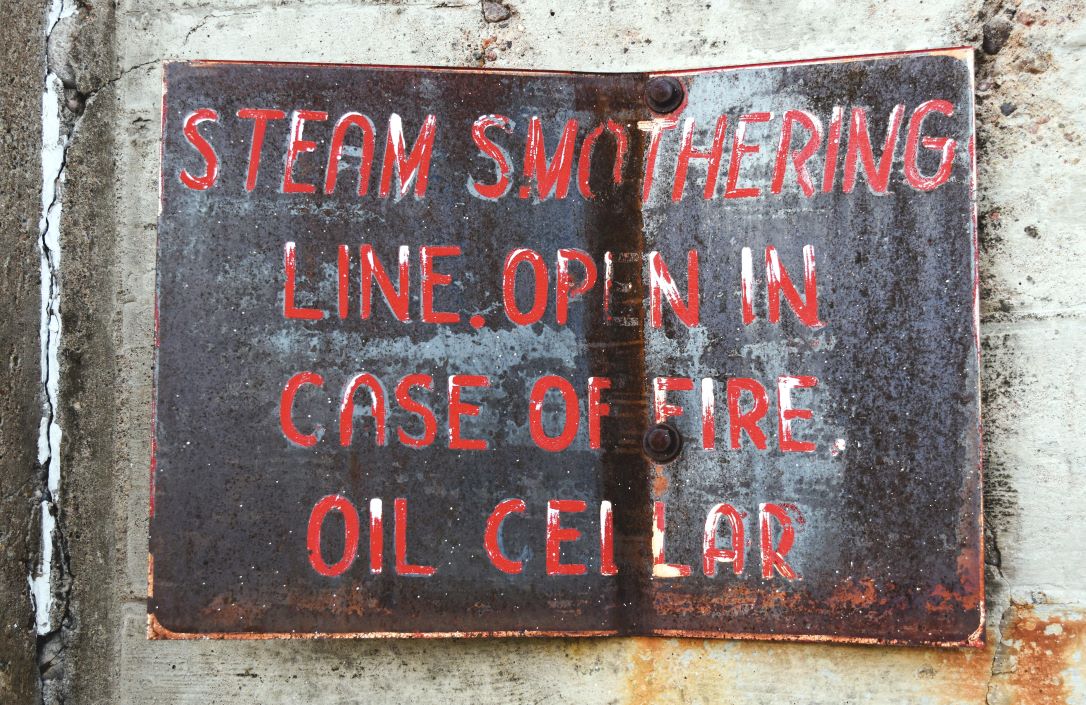 STEAM SMOTHERING
LINE. OPEN IN
CASE OF FIRE.
OIL CELLAR